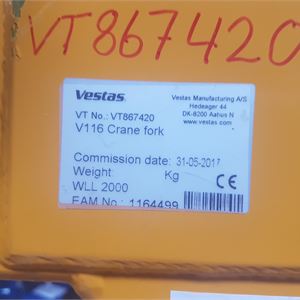 VT867420
Vestas
Vestas Manufacturing A/S
Hedeager 44
DK-8200 Aahus N
www.vestas.com
VT No.: VT867420
V116 Crane fork
Commission date: 31-05-2017
Weight: Kg
WLL 2000
CE
EAM No.: 1164499